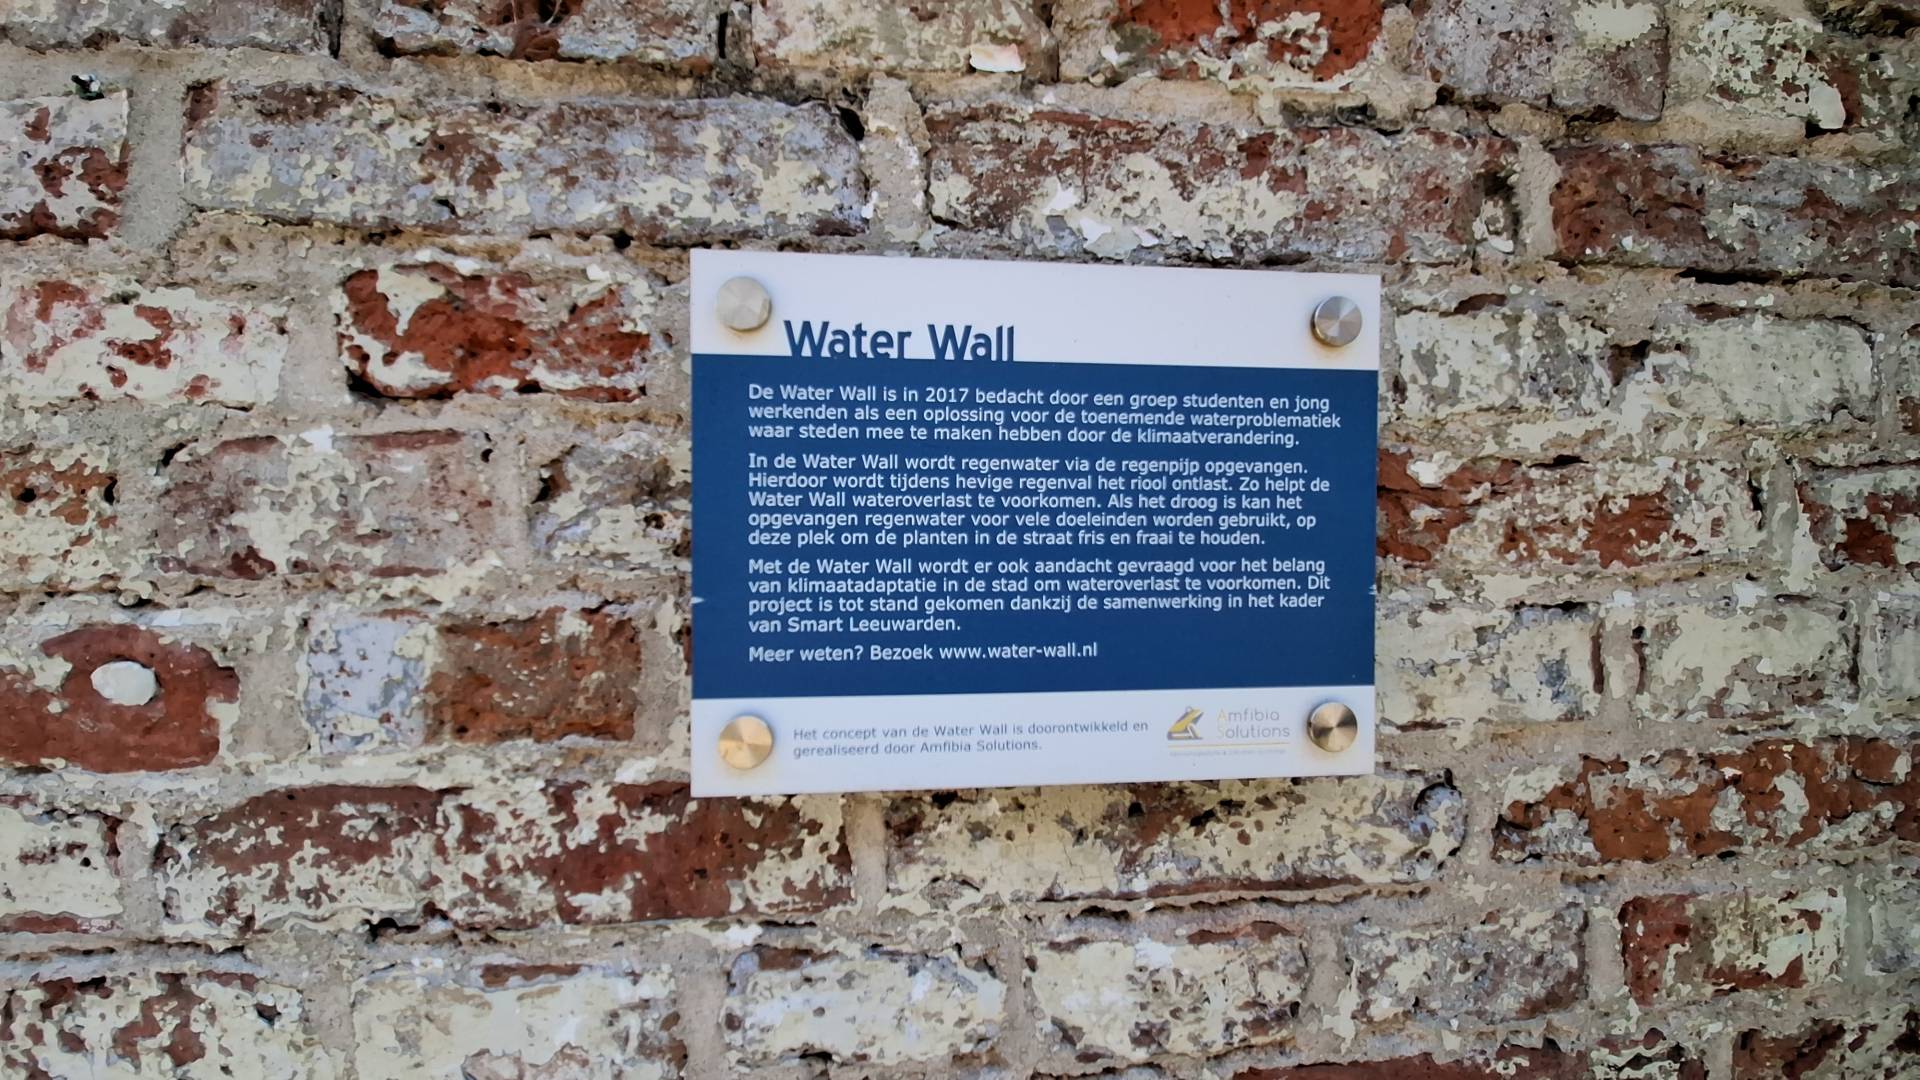 Water Wall
De Water Wall is in 2017 bedacht door een groep studenten en jong
werkenden als een oplossing voor de toenemende waterproblematiek
waar steden mee te maken hebben door de klimaatverandering.
In de Water Wall wordt regenwater via de regenpijp opgevangen.
Hierdoor wordt tijdens hevige regenval het riool ontlast. Zo helpt de
Water Wall wateroverlast te voorkomen. Als het droog is kan het
opgevangen regenwater voor vele doeleinden worden gebruikt, op
deze plek om de planten in de straat fris en fraai te houden.
Met de Water Wall wordt er ook aandacht gevraagd voor het belang
van klimaatadaptatie in de stad om wateroverlast te voorkomen. Dit
project is tot stand gekomen dankzij de samenwerking in het kader
van Smart Leeuwarden.
Meer weten? Bezoek www.water-wall.nl
Het concept van de Water Wall is doorontwikkeld en
gerealiseerd door Amfibia Solutions.
Amfibia
Solutions